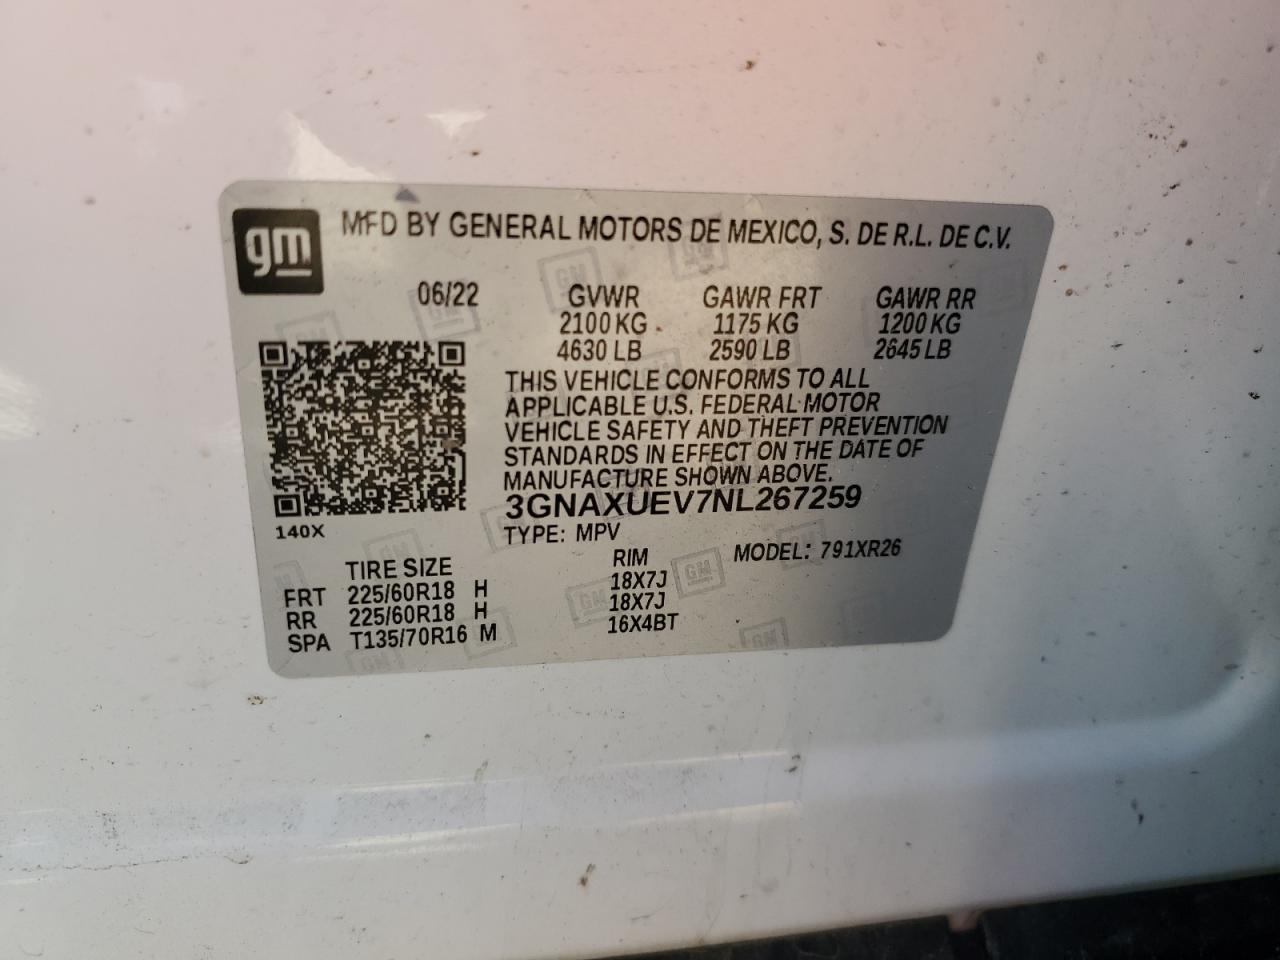 gm MFD BY GENERAL MOTORS DE MEXICO, S. DE R.L. DE C.V.
06/22 GVWR GAWR FRT GAWR RR
2100 KG 1175 KG 1200 KG
4630 LB 2590 LB 2645 LB
THIS VEHICLE CONFORMS TO ALL
APPLICABLE U.S. FEDERAL MOTOR
VEHICLE SAFETY AND THEFT PREVENTION
STANDARDS IN EFFECT ON THE DATE OF
MANUFACTURE SHOWN ABOVE.
3GNAXUEV7NL267259
140X
TYPE: MPV MODEL: 791XR26
TIRE SIZE RIM
FRT 225/60R18 H 18X7J
RR 225/60R18 H 18X7J
SPA T135/70R16 M 16X4BT